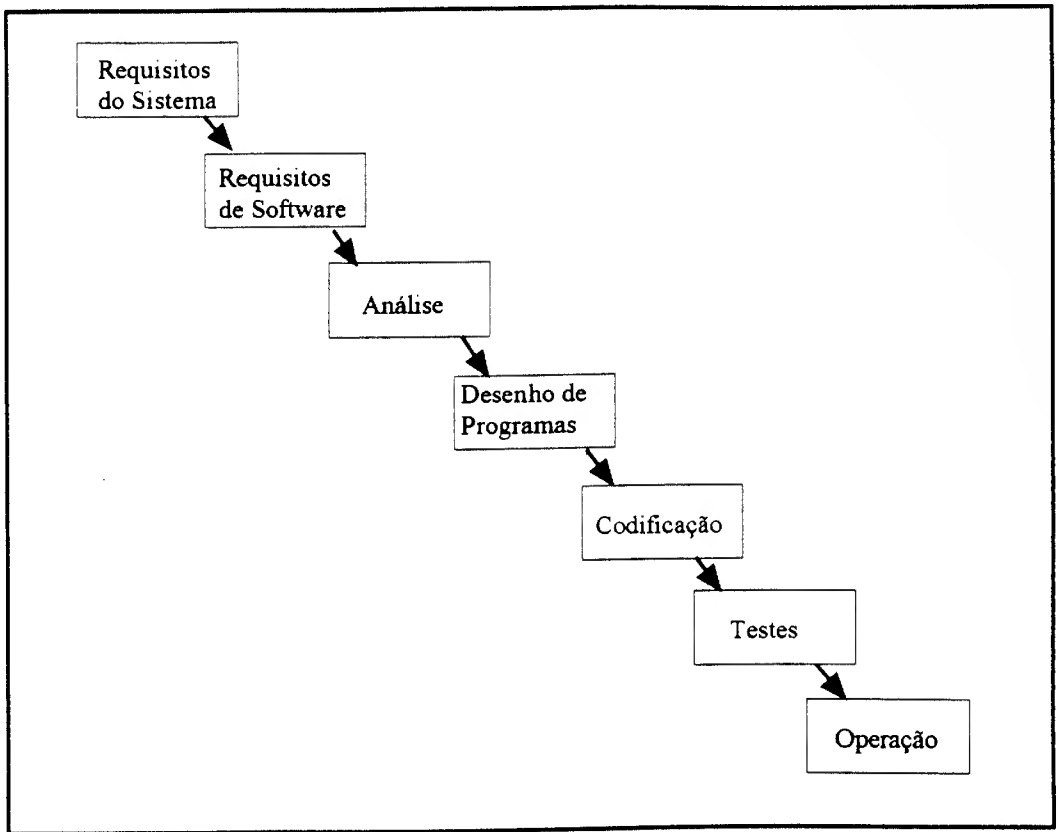 Requisitos
do Sistema
Requisitos
de Software
Análise
Desenho de
Programas
Codificação
Testes
Operação